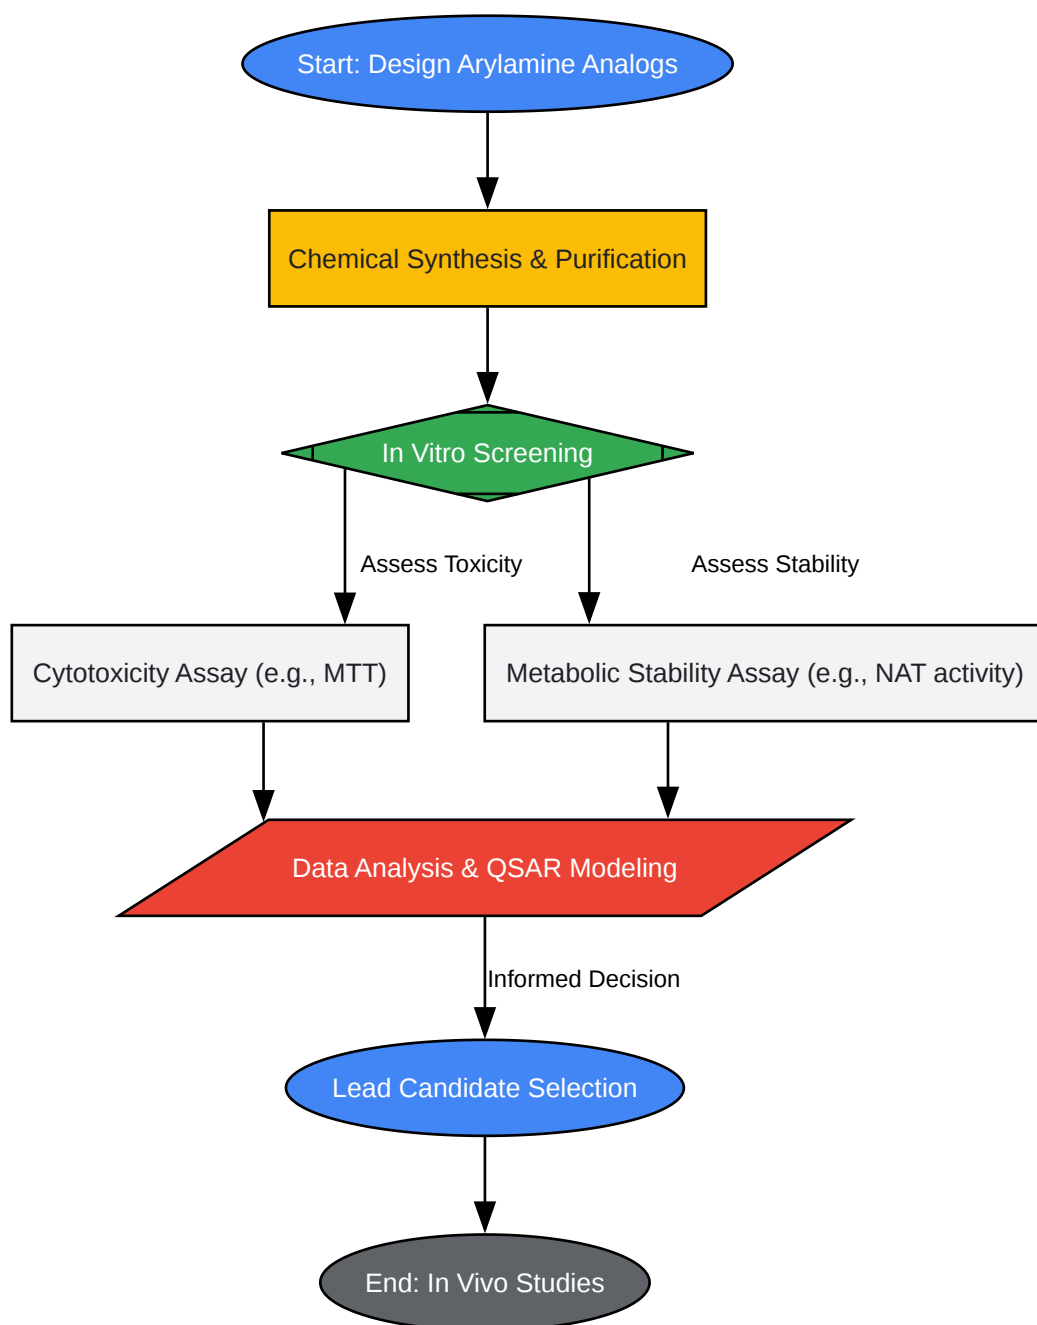 Start: Design Arylamine Analogs
Chemical Synthesis & Purification
In Vitro Screening
Assess Toxicity
Assess Stability
Cytotoxicity Assay (e.g., MTT)
Metabolic Stability Assay (e.g., NAT activity)
Data Analysis & QSAR Modeling
Informed Decision
Lead Candidate Selection
End: In Vivo Studies